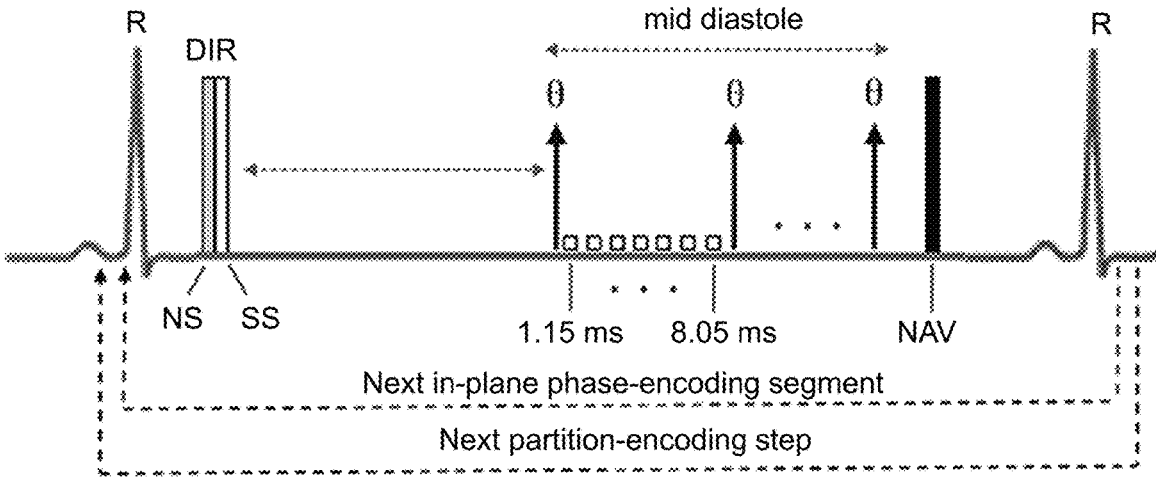 mid diastole
R
R
DIR
θ
θ
θ
. . .
. . .
NS
SS
1.15 ms
8.05 ms
NAV
Next in-plane phase-encoding segment
Next partition-encoding step